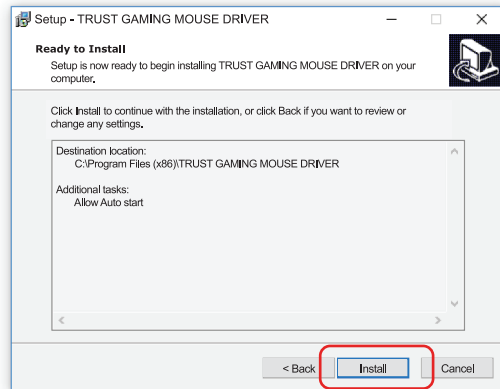 Setup - TRUST GAMING MOUSE DRIVER
Ready to Install
Setup is now ready to begin installing TRUST GAMING MOUSE DRIVER on your
computer.
Click Install to continue with the installation, or click Back if you want to review or
change any settings.
Destination location:
C:\Program Files (x86)\TRUST GAMING MOUSE DRIVER
Additional tasks:
Allow Auto start
< Back Install Cancel